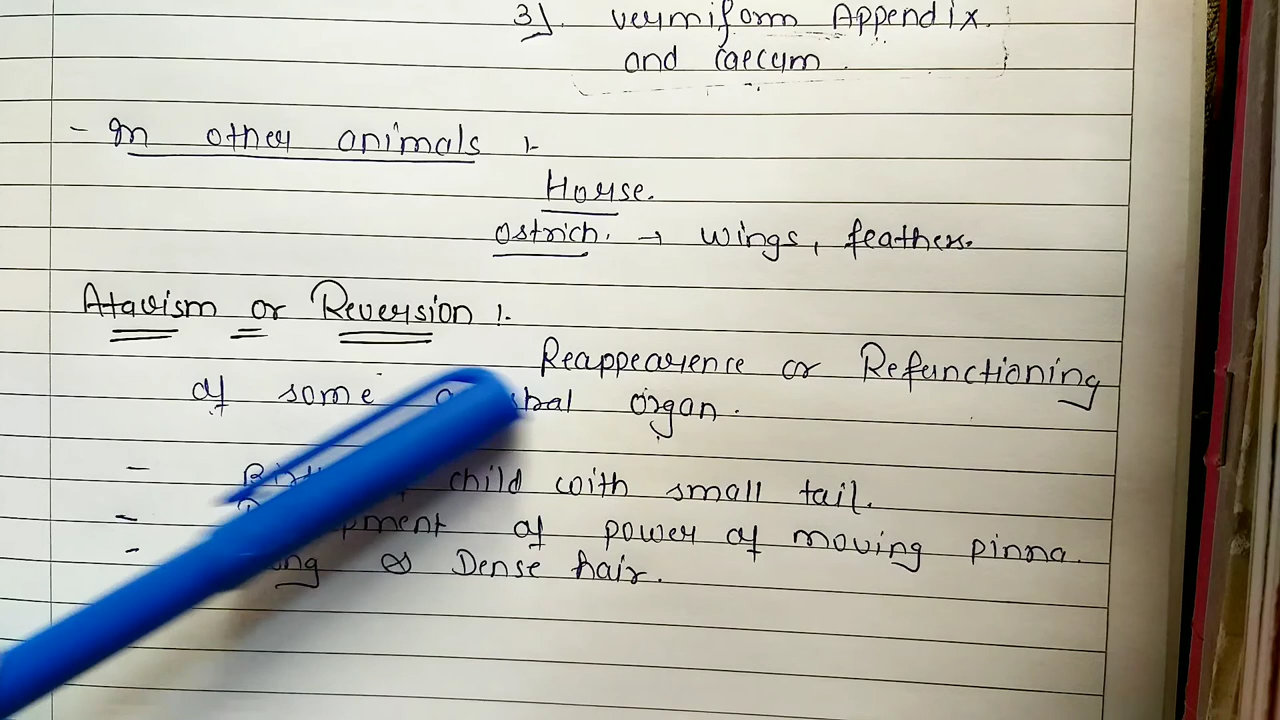 3). vermiform Appendix.
and Caecum.
- In other animals :-
Horse.
Ostrich. → wings, feathers.
Atavism or Reversion :-
Reappearence or Refunctioning
of some organ.
- child with small tail.
- of power of moving pinna.
- & Dense hair.